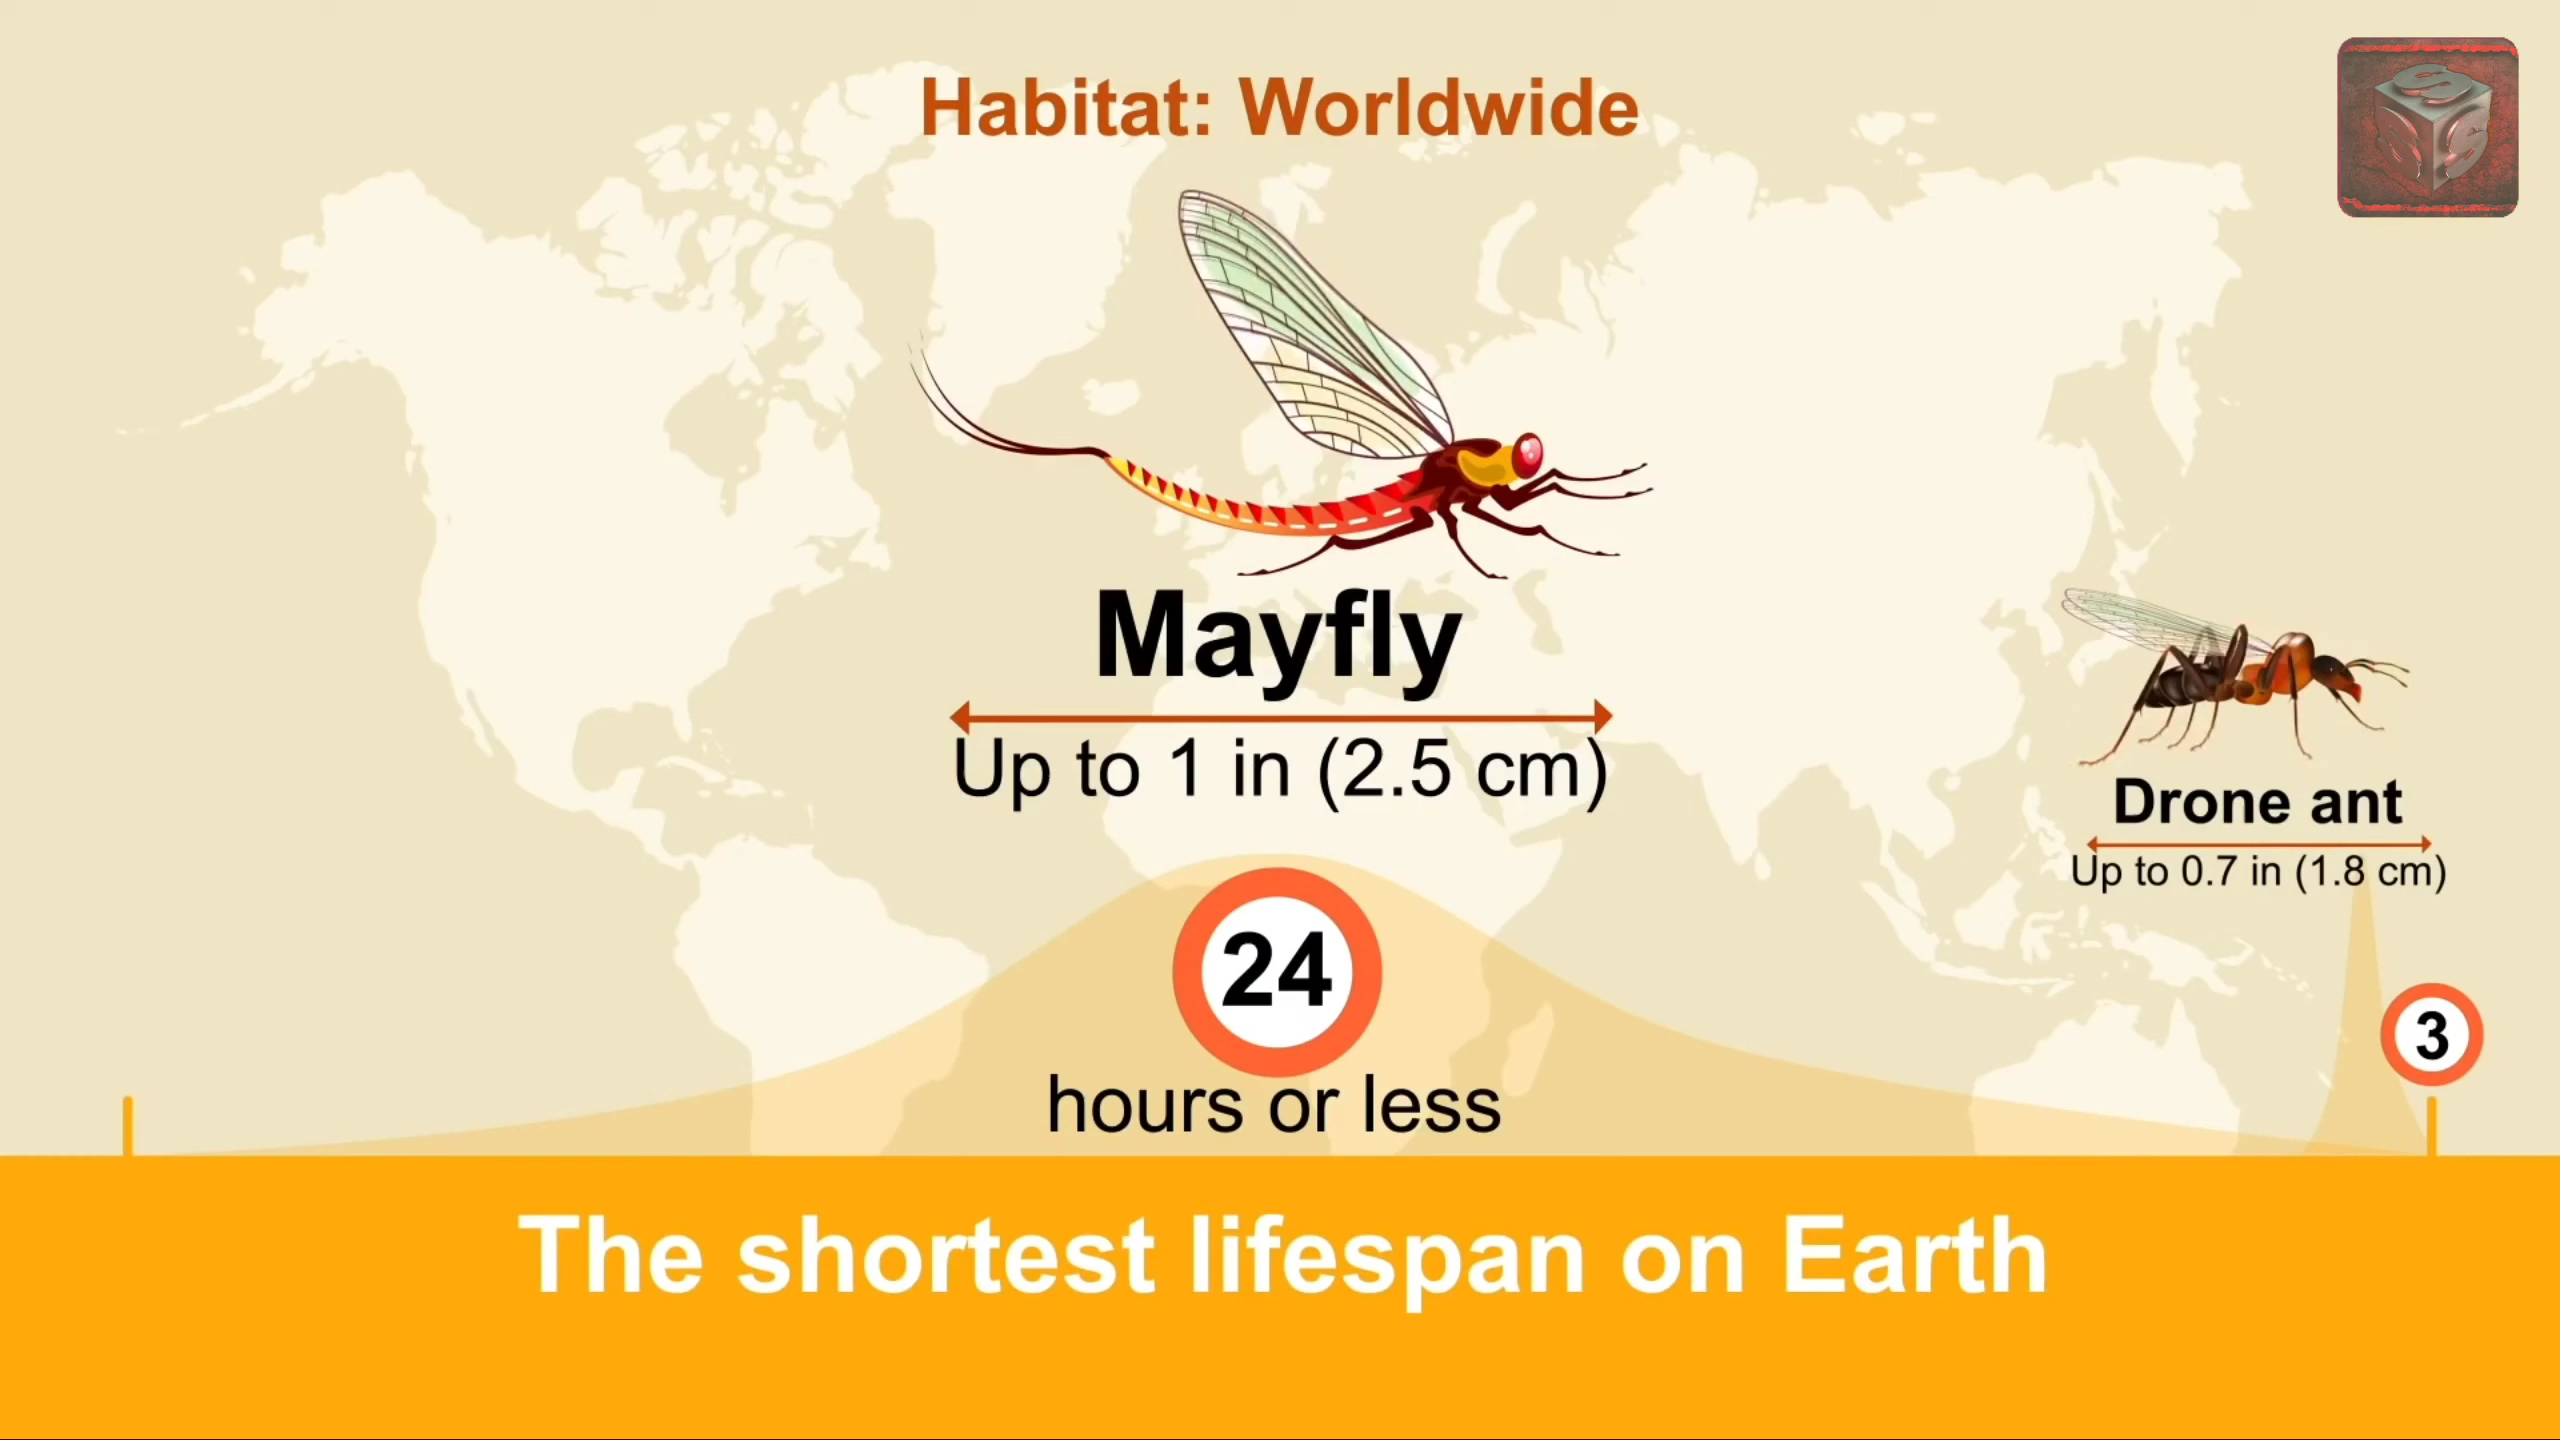 Habitat: Worldwide
S
S
S
Mayfly
Up to 1 in (2.5 cm)
Drone ant
Up to 0.7 in (1.8 cm)
24
hours or less
3
The shortest lifespan on Earth